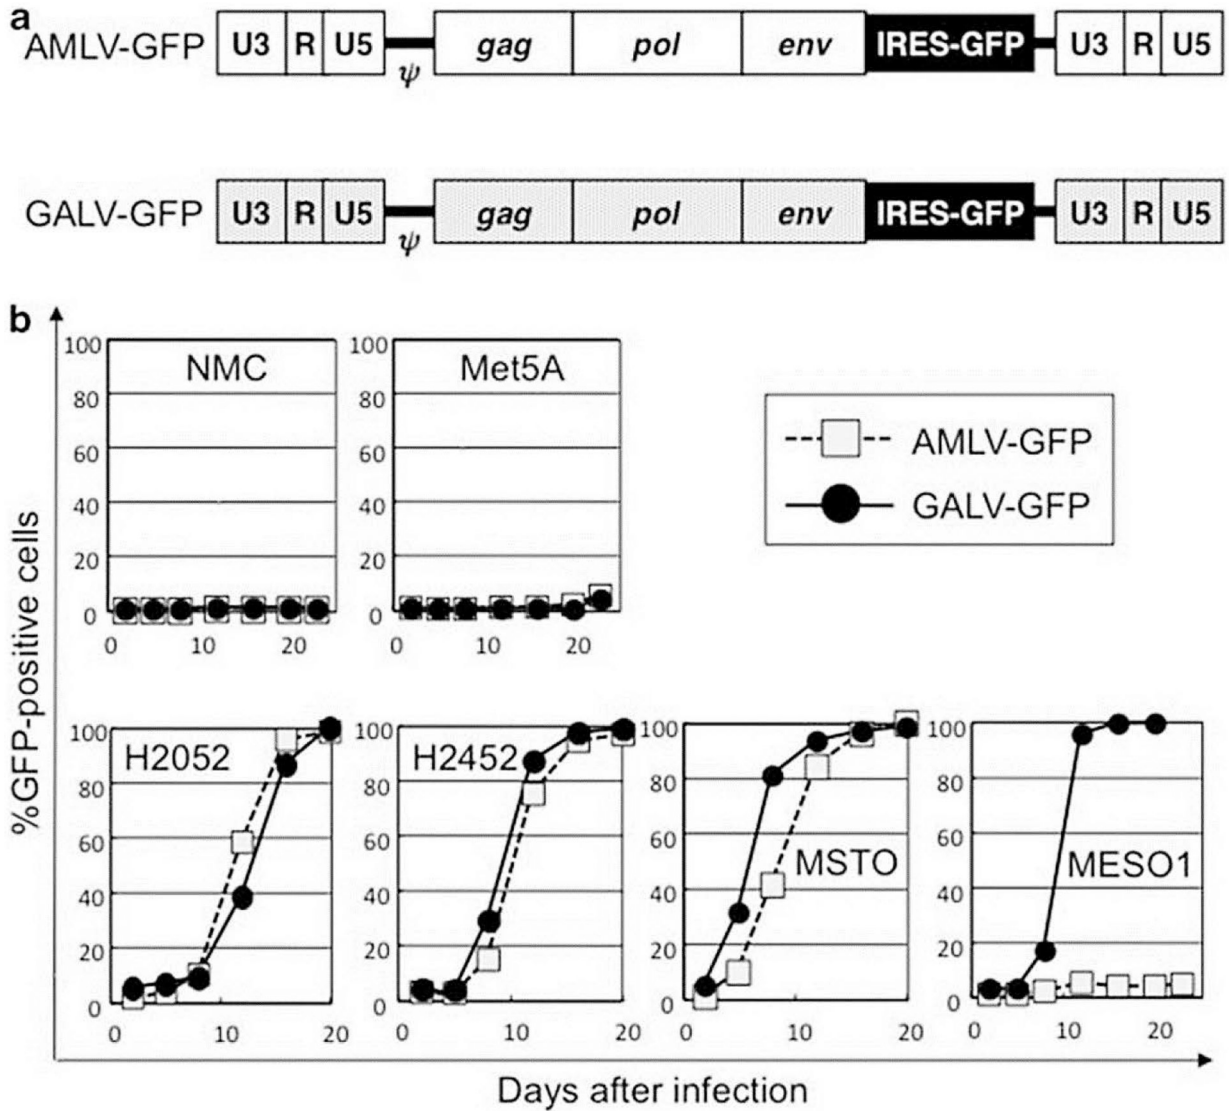 a
AMLV-GFP U3 R U5 gag pol env IRES-GFP U3 R U5
ψ
GALV-GFP U3 R U5 gag pol env IRES-GFP U3 R U5
ψ
b
%GFP-positive cells
NMC
100
80
60
40
20
0
0 10 20
Met5A
100
80
60
40
20
0
0 10 20
AMLV-GFP
GALV-GFP
H2052
100
80
60
40
20
0
0 10 20
H2452
100
80
60
40
20
0
0 10 20
MSTO
100
80
60
40
20
0
0 10 20
MESO1
100
80
60
40
20
0
0 10 20
Days after infection